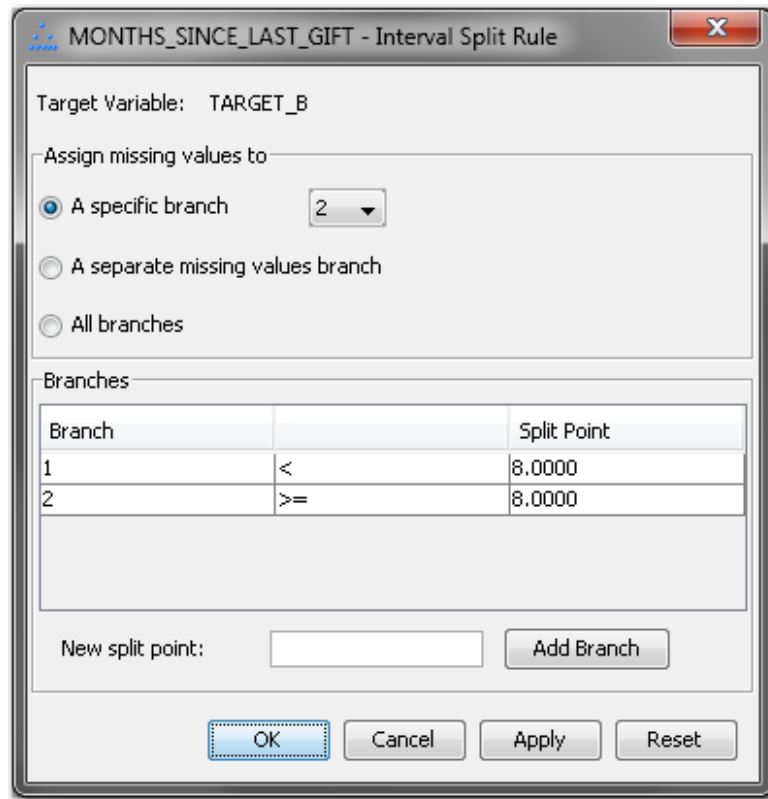 MONTHS_SINCE_LAST_GIFT - Interval Split Rule
Target Variable: TARGET_B
Assign missing values to
A specific branch 2
A separate missing values branch
All branches
Branches
Branch Split Point
1 < 8.0000
2 >= 8.0000
New split point: Add Branch
OK Cancel Apply Reset